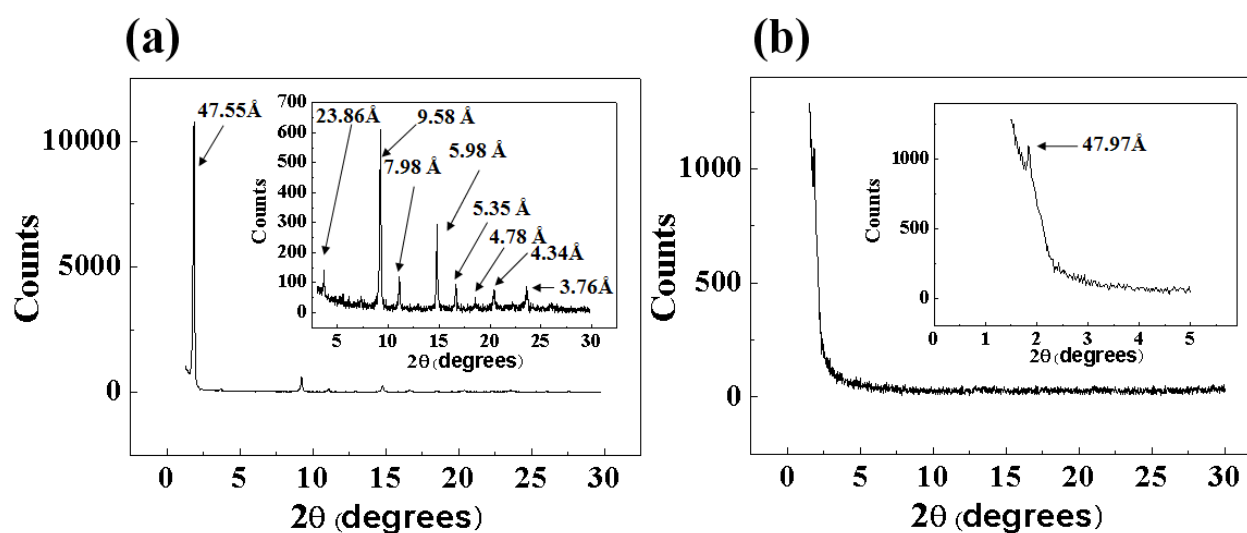 (a)
47.55Å
10000
5000
0
Counts
0 5 10 15 20 25 30
2θ (degrees)
700
600
500
400
300
200
100
0
Counts
23.86Å
9.58 Å
7.98 Å
5.98 Å
5.35 Å
4.78 Å
4.34Å
3.76Å
5 10 15 20 25 30
2θ (degrees)
(b)
1000
500
0
Counts
0 5 10 15 20 25 30
2θ (degrees)
1000
500
0
Counts
47.97Å
0 1 2 3 4 5
2θ (degrees)